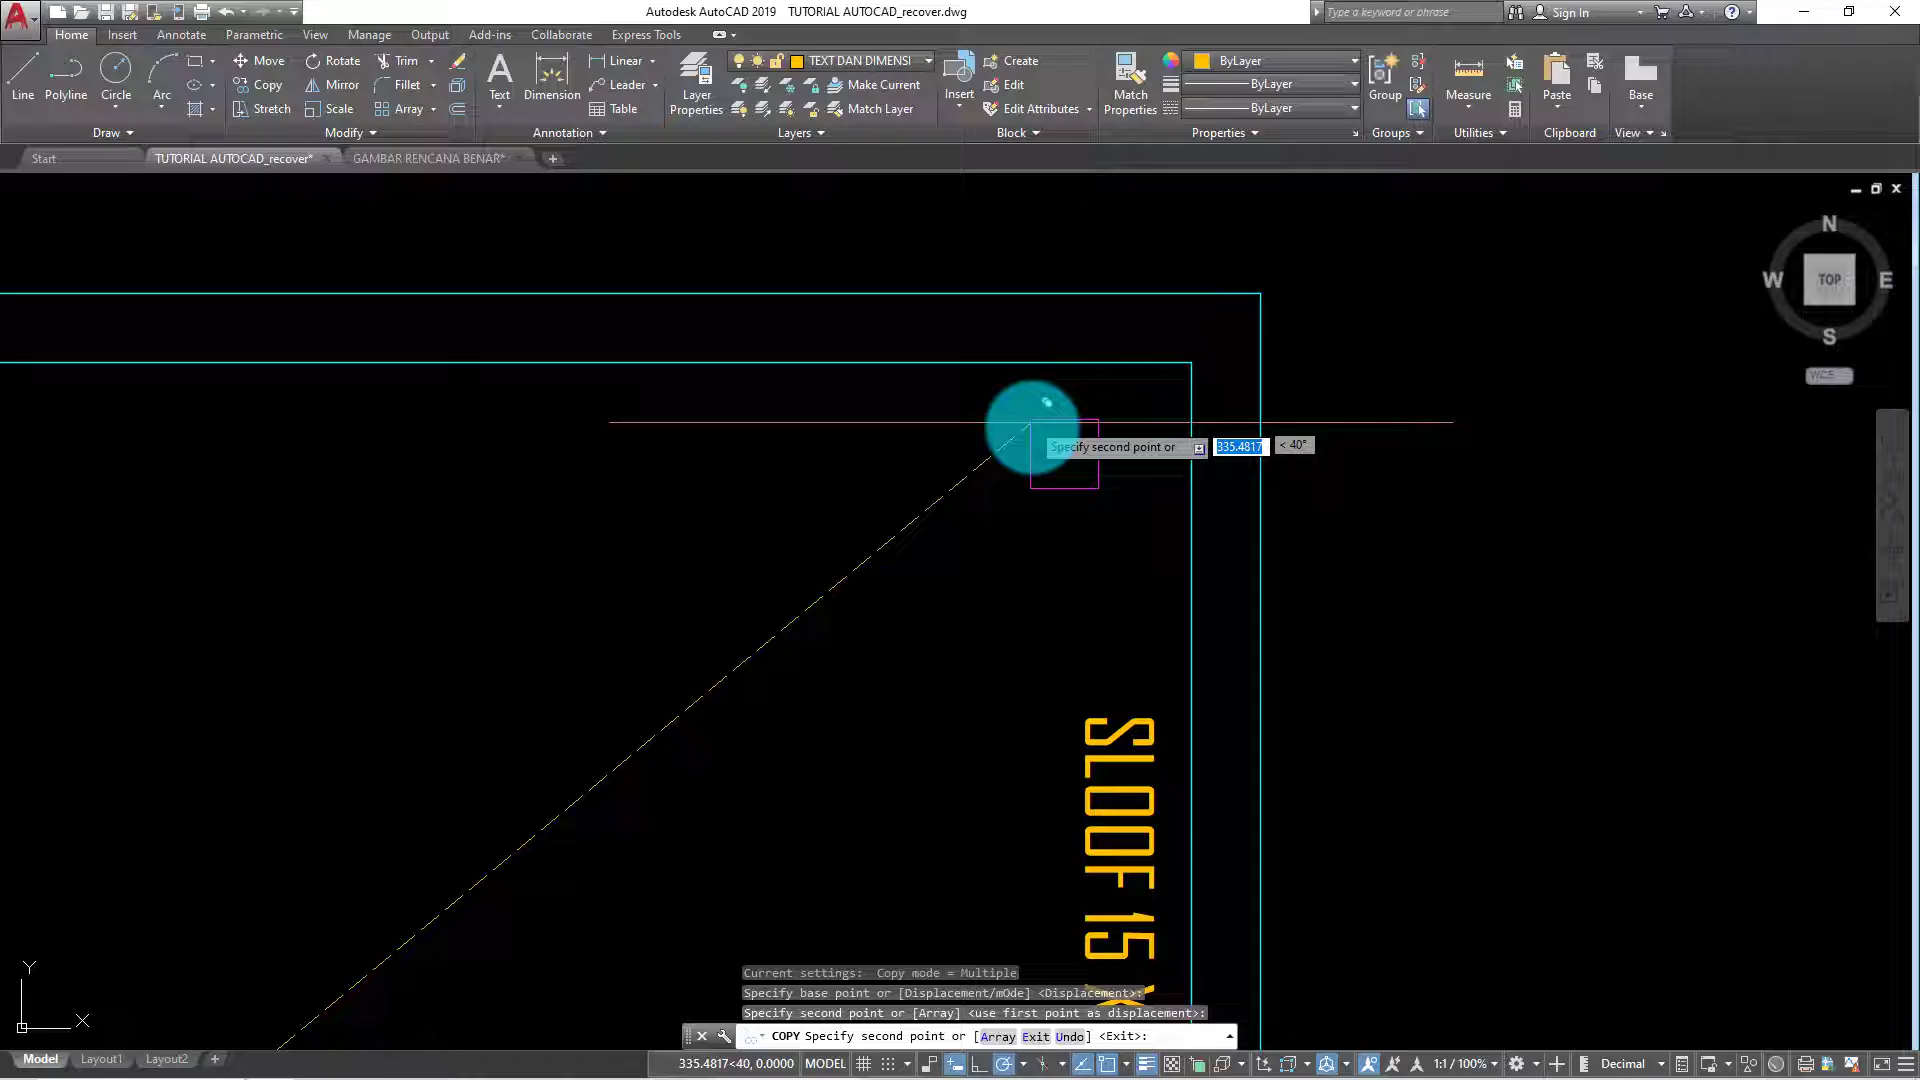 Autodesk AutoCAD 2019 TUTORIAL AUTOCAD_recover.dwg
Type a keyword or phrase
Sign In
Home Insert Annotate Parametric View Manage Output Add-ins Collaborate Express Tools
Line Polyline Circle Arc
Move Rotate Trim
Copy Mirror Fillet
Stretch Scale Array
Text Dimension
Linear
Leader
Table
Layer Properties
TEXT DAN DIMENSI
Make Current
Match Layer
Insert
Create
Edit
Edit Attributes
Match Properties
ByLayer
ByLayer
ByLayer
Group Measure Paste Base
Draw Modify Annotation Layers Block Properties Groups Utilities Clipboard View
Start TUTORIAL AUTOCAD_recover* GAMBAR RENCANA BENAR*
N
W TOP E
S
WCS
Specify second point or 335.4817 < 40°
SLOOF 15
Y
X
Current settings: Copy mode = Multiple
Specify base point or [Displacement/mOde] <Displacement>:
Specify second point or [Array] <use first point as displacement>:
COPY Specify second point or [Array Exit Undo] <Exit>:
Model Layout1 Layout2
335.4817<40, 0.0000 MODEL 1:1 / 100% Decimal